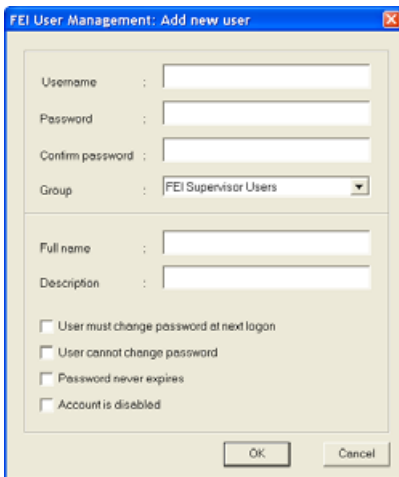 FEI User Management: Add new user
Username :
Password :
Confirm password :
Group : FEI Supervisor Users
Full name :
Description :
User must change password at next logon
User cannot change password
Password never expires
Account is disabled
OK Cancel